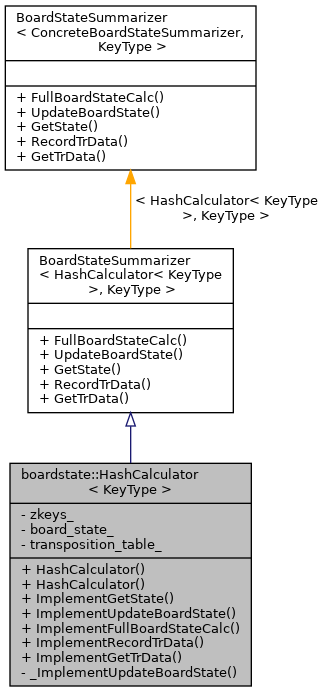 BoardStateSummarizer
< ConcreteBoardStateSummarizer,
KeyType >
+ FullBoardStateCalc()
+ UpdateBoardState()
+ GetState()
+ RecordTrData()
+ GetTrData()
< HashCalculator< KeyType
>, KeyType >
BoardStateSummarizer
< HashCalculator< KeyType
>, KeyType >
+ FullBoardStateCalc()
+ UpdateBoardState()
+ GetState()
+ RecordTrData()
+ GetTrData()
boardstate::HashCalculator
< KeyType >
- zkeys_
- board_state_
- transposition_table_
+ HashCalculator()
+ HashCalculator()
+ ImplementGetState()
+ ImplementUpdateBoardState()
+ ImplementFullBoardStateCalc()
+ ImplementRecordTrData()
+ ImplementGetTrData()
- _ImplementUpdateBoardState()